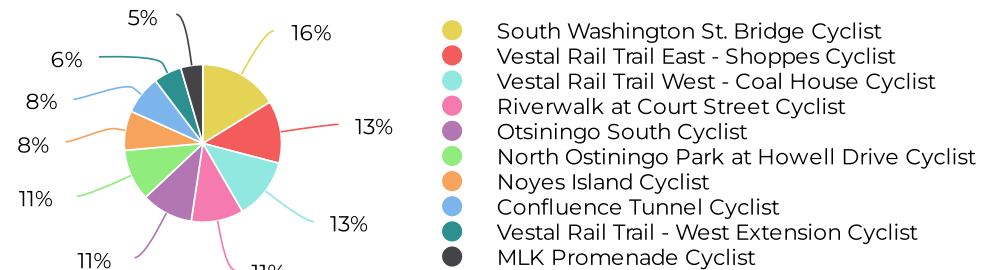 5%
16%
6%
8%
13%
8%
11%
13%
11%
11%
South Washington St. Bridge Cyclist
Vestal Rail Trail East - Shoppes Cyclist
Vestal Rail Trail West - Coal House Cyclist
Riverwalk at Court Street Cyclist
Otsiningo South Cyclist
North Ostiningo Park at Howell Drive Cyclist
Noyes Island Cyclist
Confluence Tunnel Cyclist
Vestal Rail Trail - West Extension Cyclist
MLK Promenade Cyclist